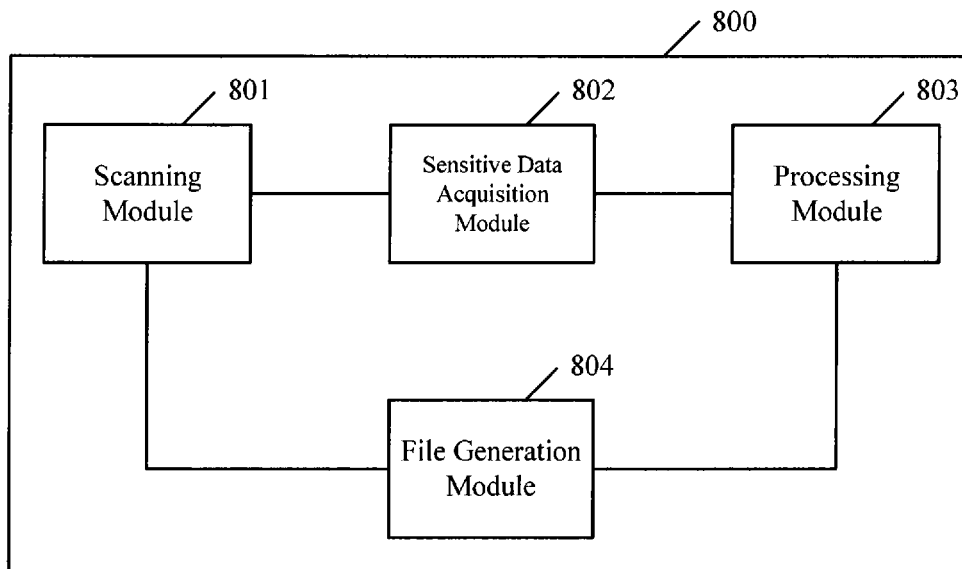 800
801
802
803
Scanning
Module
Sensitive Data
Acquisition
Module
Processing
Module
804
File Generation
Module